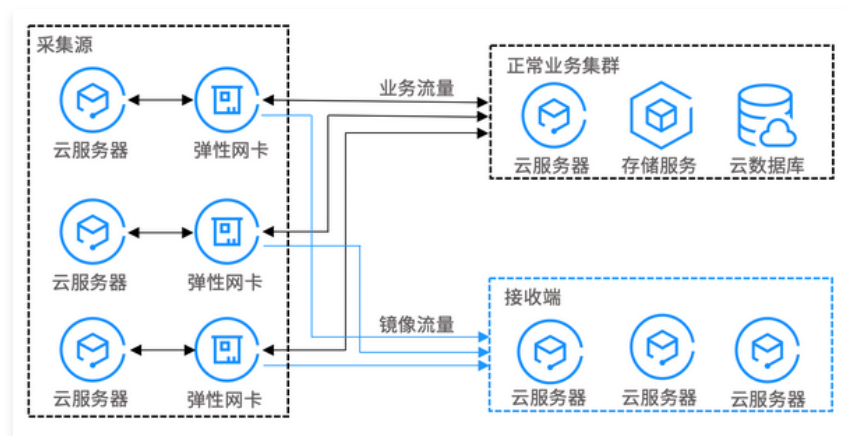 采集源
正常业务集群
业务流量
云服务器
弹性网卡
云服务器
存储服务
云数据库
云服务器
弹性网卡
接收端
镜像流量
云服务器
弹性网卡
云服务器
云服务器
云服务器